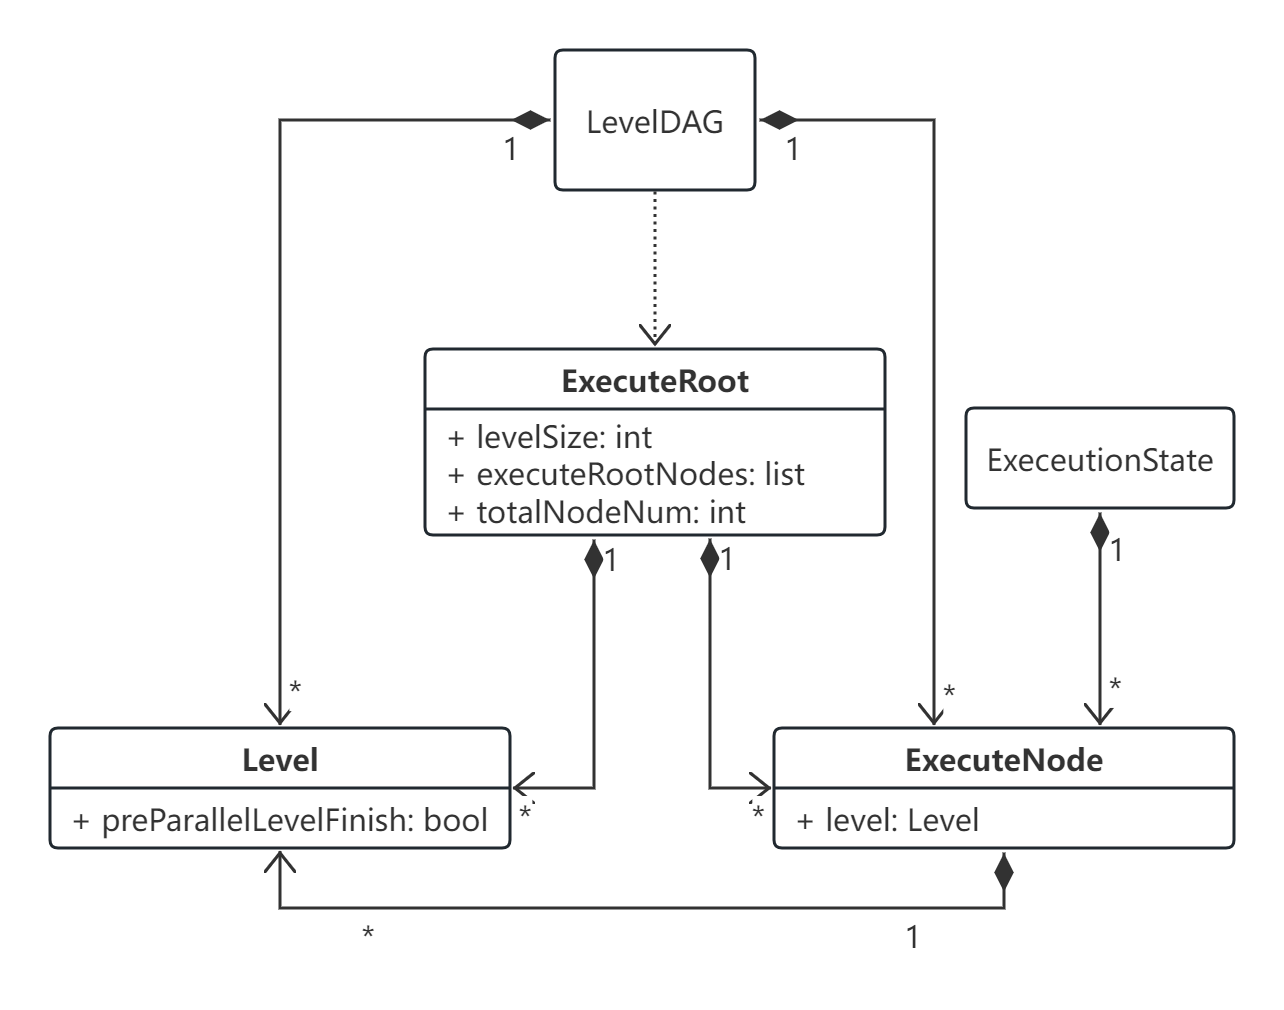 LevelDAG
1
1
ExecuteRoot
+ levelSize: int
+ executeRootNodes: list
+ totalNodeNum: int
ExeceutionState
1
1
1
*
*
*
Level
+ preParallelLevelFinish: bool
*
*
ExecuteNode
+ level: Level
*
1